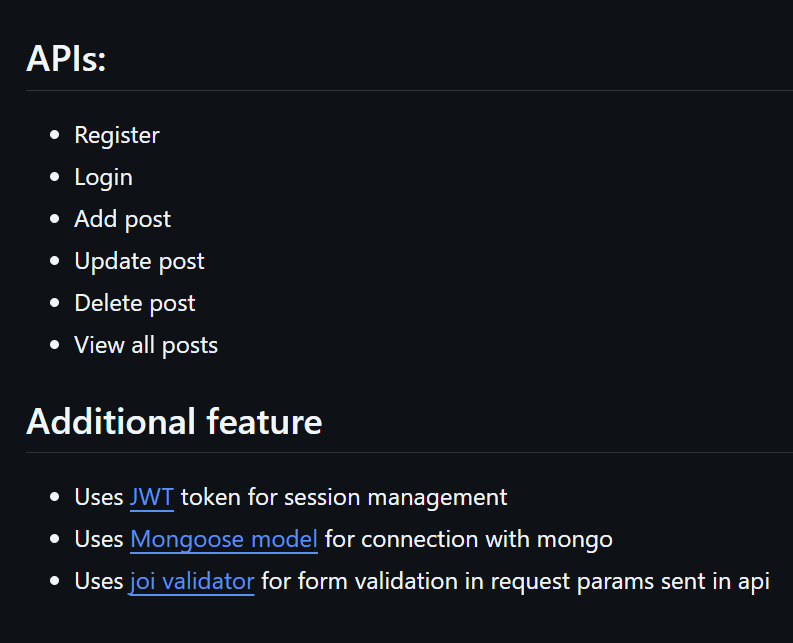 APIs:
Register
Login
Add post
Update post
Delete post
View all posts
Additional feature
Uses JWT token for session management
Uses Mongoose model for connection with mongo
Uses joi validator for form validation in request params sent in api